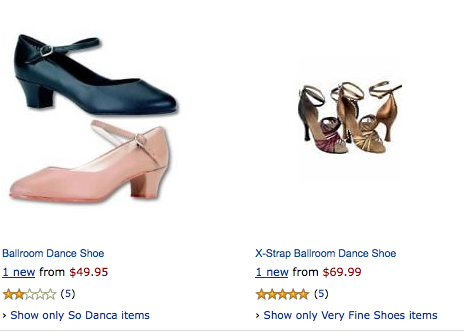 Ballroom Dance Shoe
1 new from $49.95
(5)
› Show only So Danca items
X-Strap Ballroom Dance Shoe
1 new from $69.99
(5)
› Show only Very Fine Shoes items